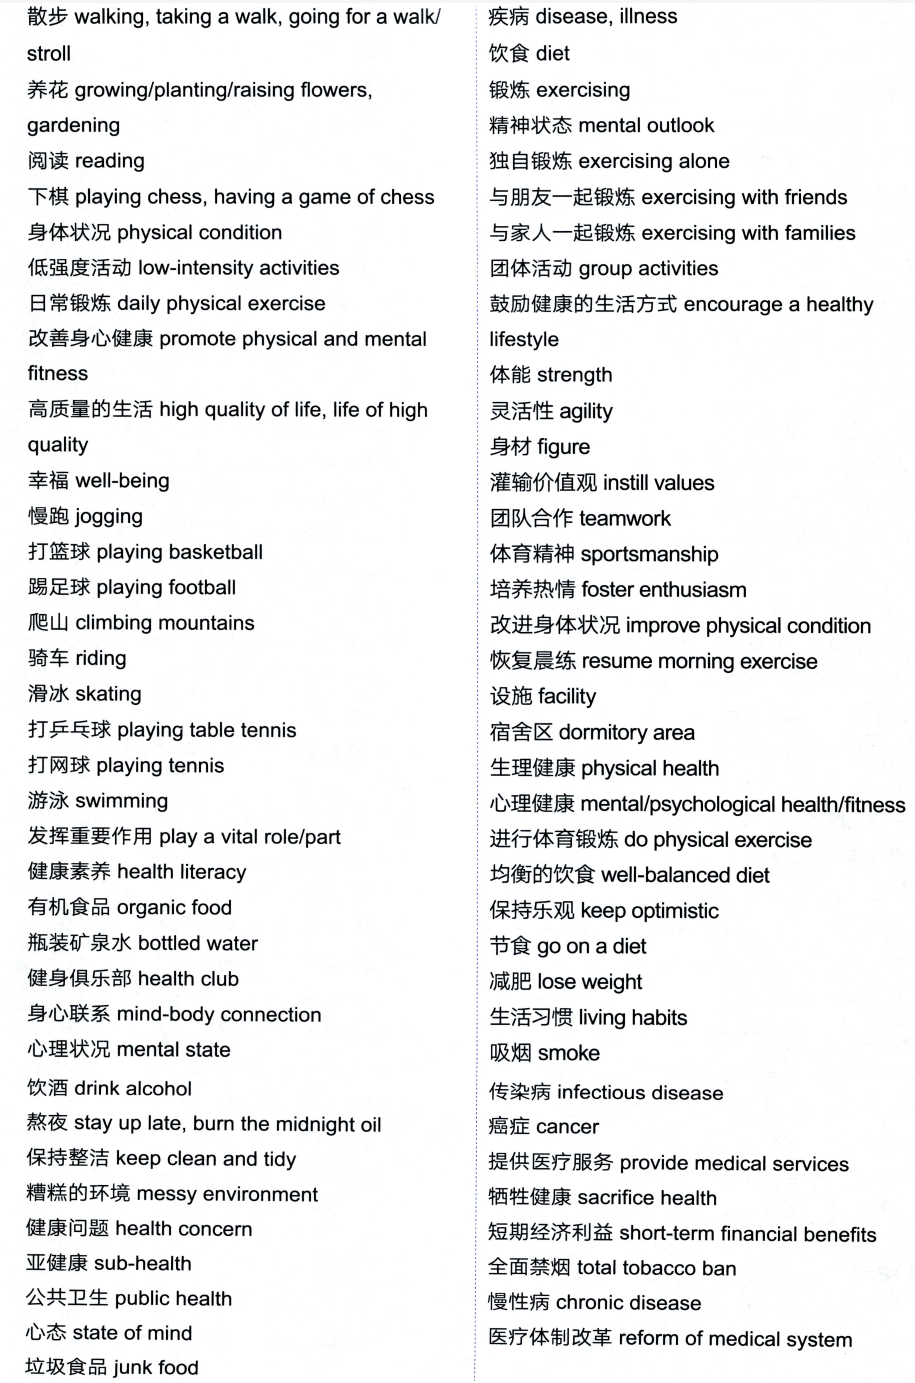 散步 walking, taking a walk, going for a walk/
stroll
养花 growing/planting/raising flowers,
gardening
阅读 reading
下棋 playing chess, having a game of chess
身体状况 physical condition
低强度活动 low-intensity activities
日常锻炼 daily physical exercise
改善身心健康 promote physical and mental
fitness
高质量的生活 high quality of life, life of high
quality
幸福 well-being
慢跑 jogging
打篮球 playing basketball
踢足球 playing football
爬山 climbing mountains
骑车 riding
滑冰 skating
打乒乓球 playing table tennis
打网球 playing tennis
游泳 swimming
发挥重要作用 play a vital role/part
健康素养 health literacy
有机食品 organic food
瓶装矿泉水 bottled water
健身俱乐部 health club
身心联系 mind-body connection
心理状况 mental state
饮酒 drink alcohol
熬夜 stay up late, burn the midnight oil
保持整洁 keep clean and tidy
糟糕的环境 messy environment
健康问题 health concern
亚健康 sub-health
公共卫生 public health
心态 state of mind
垃圾食品 junk food
疾病 disease, illness
饮食 diet
锻炼 exercising
精神状态 mental outlook
独自锻炼 exercising alone
与朋友一起锻炼 exercising with friends
与家人一起锻炼 exercising with families
团体活动 group activities
鼓励健康的生活方式 encourage a healthy
lifestyle
体能 strength
灵活性 agility
身材 figure
灌输价值观 instill values
团队合作 teamwork
体育精神 sportsmanship
培养热情 foster enthusiasm
改进身体状况 improve physical condition
恢复晨练 resume morning exercise
设施 facility
宿舍区 dormitory area
生理健康 physical health
心理健康 mental/psychological health/fitness
进行体育锻炼 do physical exercise
均衡的饮食 well-balanced diet
保持乐观 keep optimistic
节食 go on a diet
减肥 lose weight
生活习惯 living habits
吸烟 smoke
传染病 infectious disease
癌症 cancer
提供医疗服务 provide medical services
牺牲健康 sacrifice health
短期经济利益 short-term financial benefits
全面禁烟 total tobacco ban
慢性病 chronic disease
医疗体制改革 reform of medical system